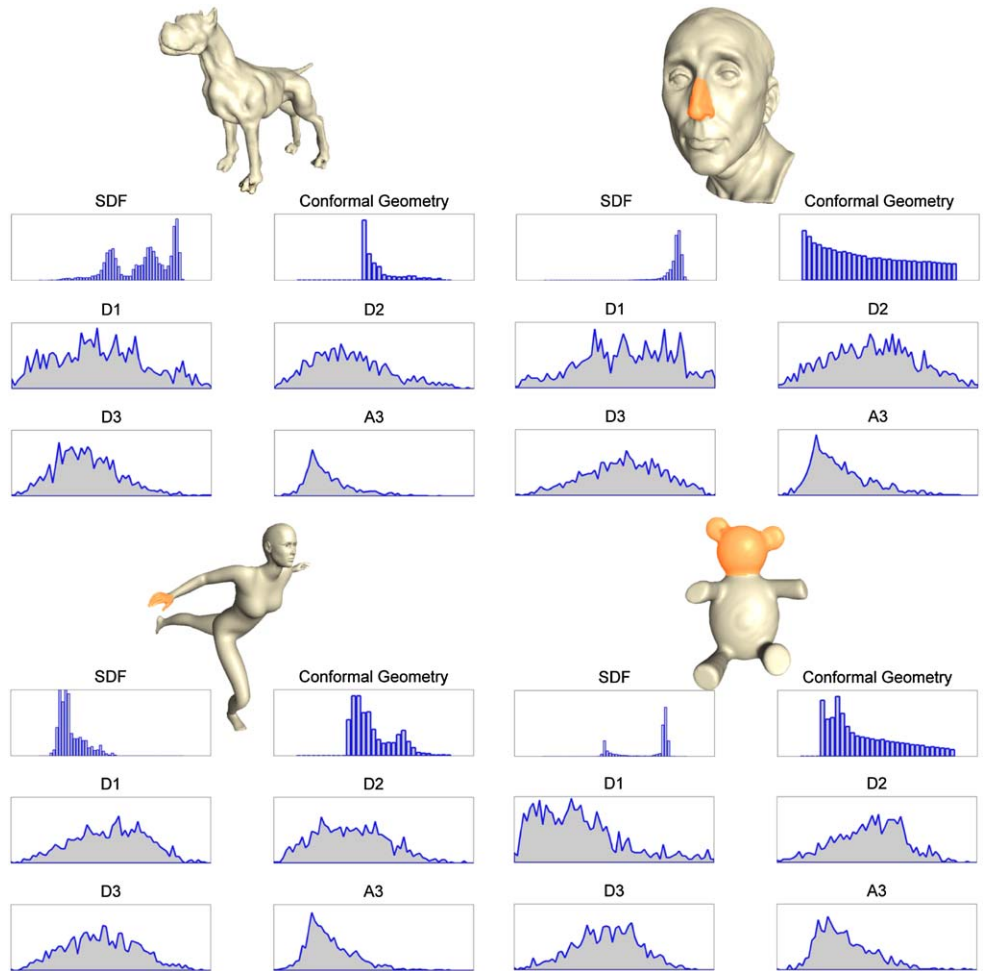 SDF
Conformal Geometry
SDF
Conformal Geometry
D1
D2
D1
D2
D3
A3
D3
A3
SDF
Conformal Geometry
SDF
Conformal Geometry
D1
D2
D1
D2
D3
A3
D3
A3